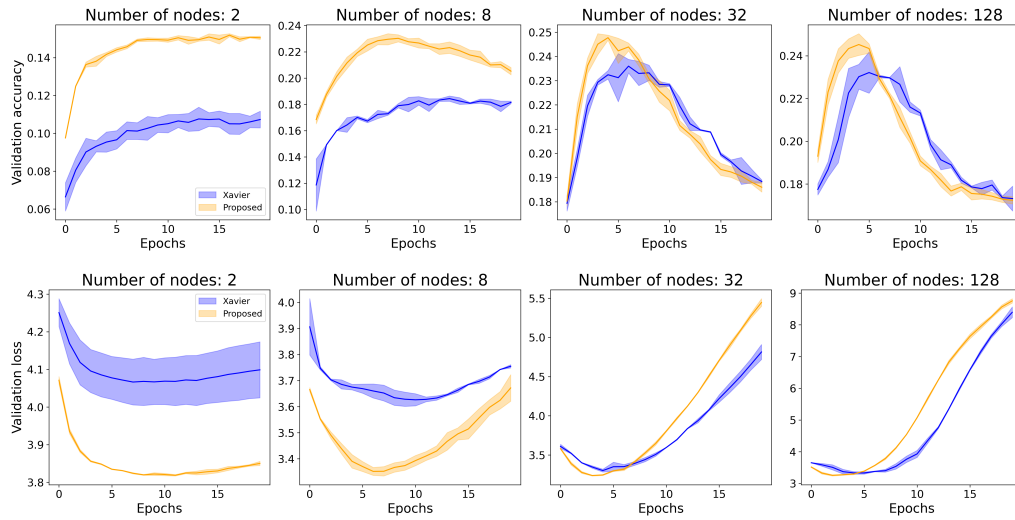 Number of nodes: 2
Number of nodes: 8
Number of nodes: 32
Number of nodes: 128
Validation accuracy
0.14
0.12
0.10
0.08
0.06
Xavier
Proposed
0 5 10 15
Epochs
0.24
0.22
0.20
0.18
0.16
0.14
0.12
0.10
0 5 10 15
Epochs
0.25
0.24
0.23
0.22
0.21
0.20
0.19
0.18
0 5 10 15
Epochs
0.24
0.22
0.20
0.18
0 5 10 15
Epochs
Number of nodes: 2
Number of nodes: 8
Number of nodes: 32
Number of nodes: 128
Validation loss
4.3
4.2
4.1
4.0
3.9
3.8
Xavier
Proposed
0 5 10 15
Epochs
4.0
3.9
3.8
3.7
3.6
3.5
3.4
0 5 10 15
Epochs
5.5
5.0
4.5
4.0
3.5
0 5 10 15
Epochs
9
8
7
6
5
4
3
0 5 10 15
Epochs